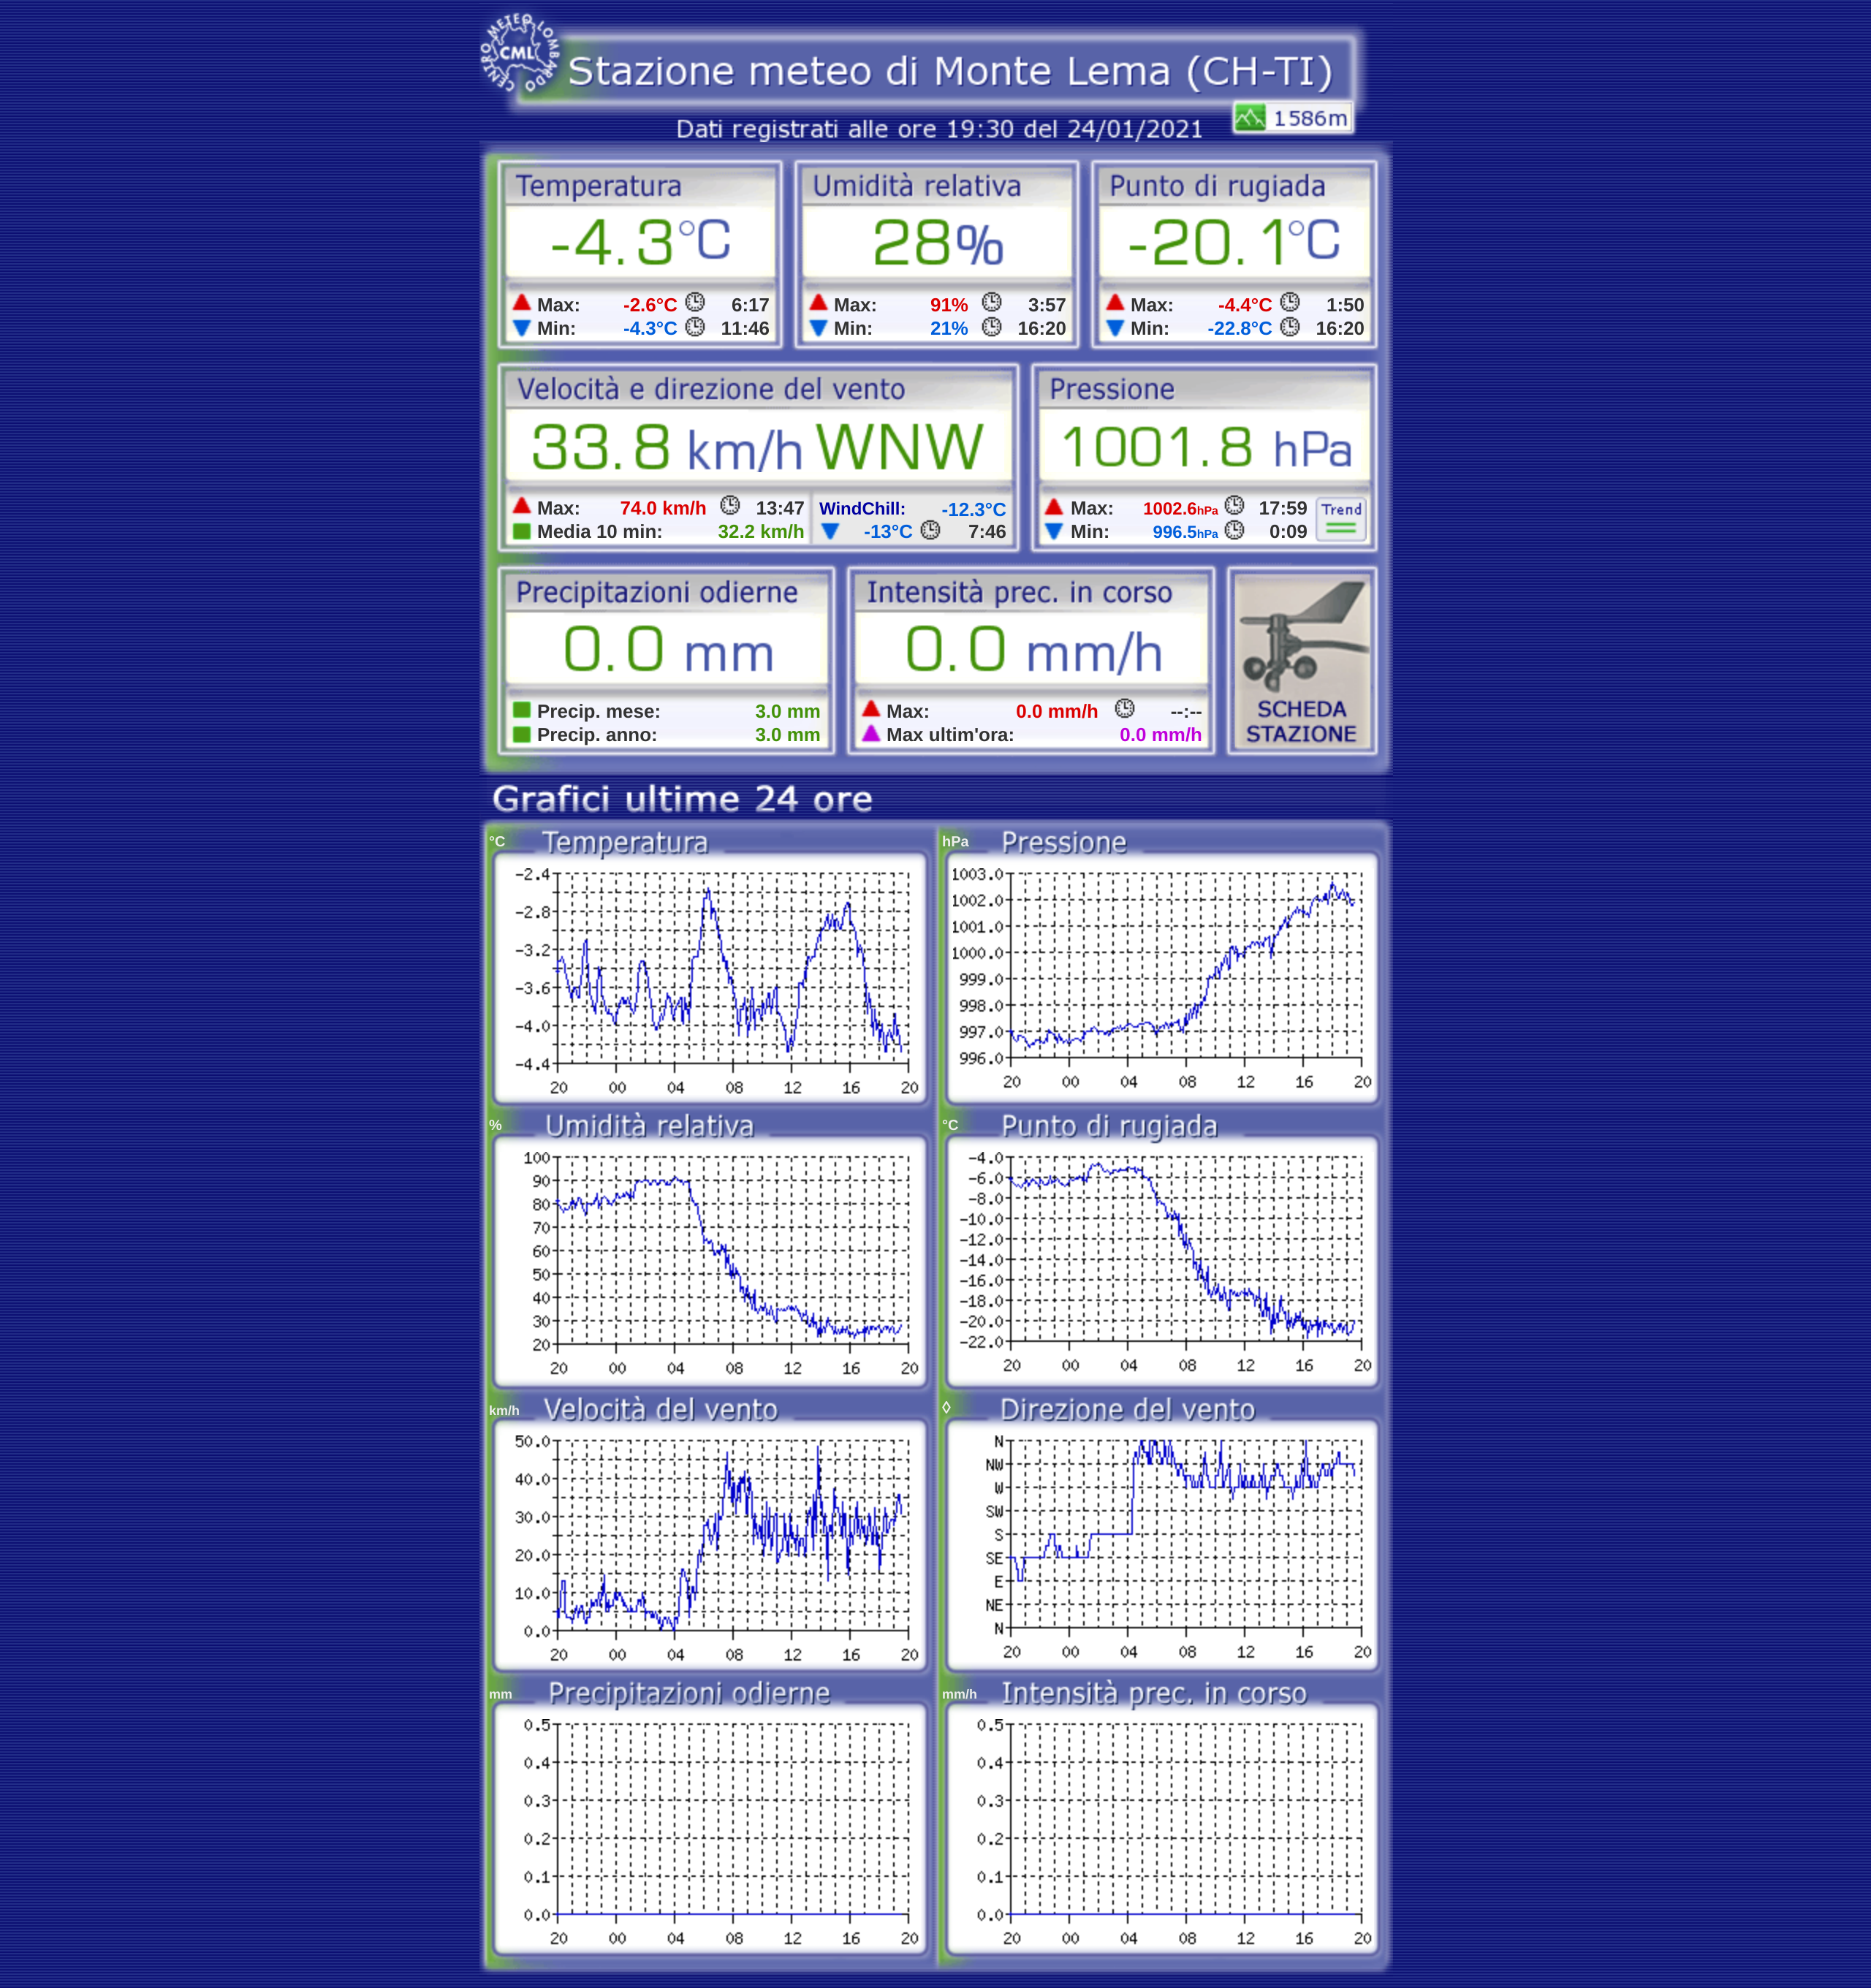 CENTRO METEO LOMBARDO
CML
Stazione meteo di Monte Lema (CH-TI)
1586m
Dati registrati alle ore 19:30 del 24/01/2021
Temperatura Umidità relativa Punto di rugiada
-4.3°C 28% -20.1°C
Max: -2.6°C 6:17 Max: 91% 3:57 Max: -4.4°C 1:50
Min: -4.3°C 11:46 Min: 21% 16:20 Min: -22.8°C 16:20
Velocità e direzione del vento Pressione
33.8 km/h WNW 1001.8 hPa
Max: 74.0 km/h 13:47 WindChill: -12.3°C Max: 1002.6hPa 17:59 Trend
Media 10 min: 32.2 km/h -13°C 7:46 Min: 996.5hPa 0:09
Precipitazioni odierne Intensità prec. in corso
0.0 mm 0.0 mm/h
Precip. mese: 3.0 mm Max: 0.0 mm/h --:-- SCHEDA
Precip. anno: 3.0 mm Max ultim'ora: 0.0 mm/h STAZIONE
Grafici ultime 24 ore
°C Temperatura
-2.4
-2.8
-3.2
-3.6
-4.0
-4.4
20 00 04 08 12 16 20
hPa Pressione
1003.0
1002.0
1001.0
1000.0
999.0
998.0
997.0
996.0
20 00 04 08 12 16 20
% Umidità relativa
100
90
80
70
60
50
40
30
20
20 00 04 08 12 16 20
°C Punto di rugiada
-4.0
-6.0
-8.0
-10.0
-12.0
-14.0
-16.0
-18.0
-20.0
-22.0
20 00 04 08 12 16 20
km/h Velocità del vento
50.0
40.0
30.0
20.0
10.0
0.0
20 00 04 08 12 16 20
◊ Direzione del vento
N
NW
W
SW
S
SE
E
NE
N
20 00 04 08 12 16 20
mm Precipitazioni odierne
0.5
0.4
0.3
0.2
0.1
0.0
20 00 04 08 12 16 20
mm/h Intensità prec. in corso
0.5
0.4
0.3
0.2
0.1
0.0
20 00 04 08 12 16 20